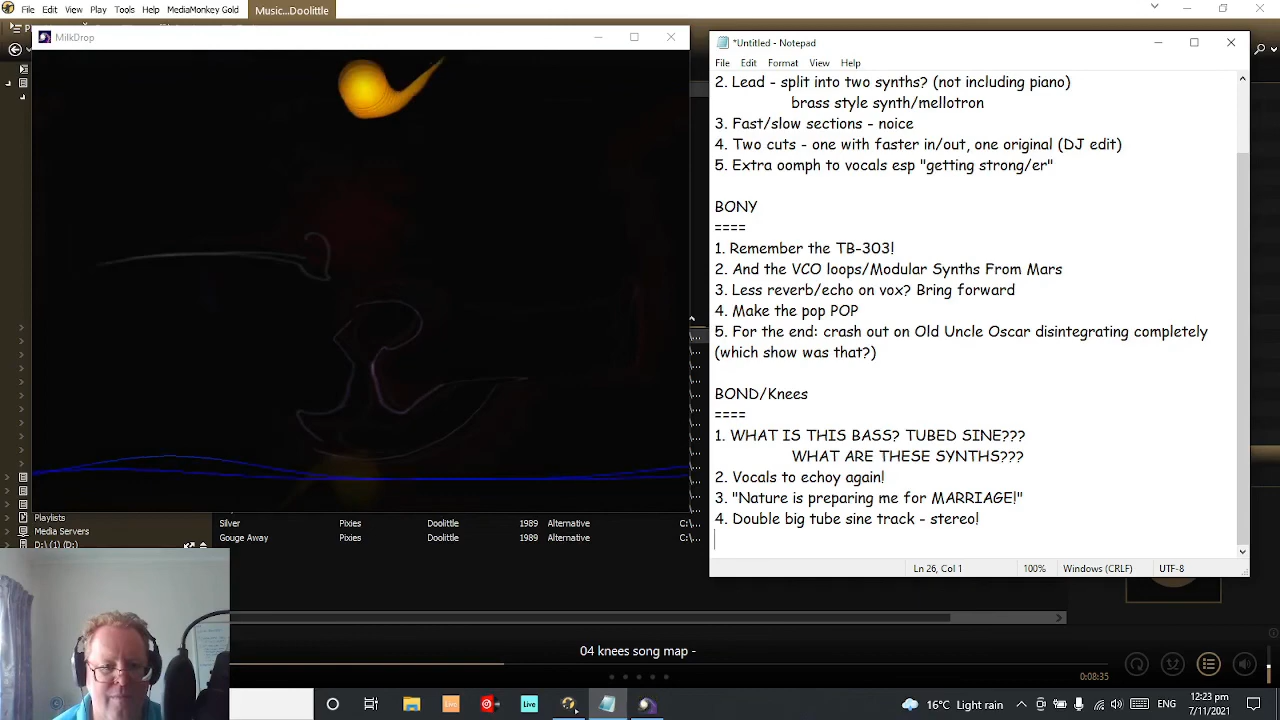 File Edit View Play Tools Help MediaMonkey Gold Music...Doolittle
MilkDrop
*Untitled - Notepad
File Edit Format View Help
2. Lead - split into two synths? (not including piano)
brass style synth/mellotron
3. Fast/slow sections - noice
4. Two cuts - one with faster in/out, one original (DJ edit)
5. Extra oomph to vocals esp "getting strong/er"
BONY
====
1. Remember the TB-303!
2. And the VCO loops/Modular Synths From Mars
3. Less reverb/echo on vox? Bring forward
4. Make the pop POP
5. For the end: crash out on Old Uncle Oscar disintegrating completely
(which show was that?)
BOND/Knees
====
1. WHAT IS THIS BASS? TUBED SINE???
WHAT ARE THESE SYNTHS???
2. Vocals to echoy again!
3. "Nature is preparing me for MARRIAGE!"
4. Double big tube sine track - stereo!
Ln 26, Col 1 100% Windows (CRLF) UTF-8
Playlists
Media Servers
D:\ (1) (D:)
Silver Pixies Doolittle 1989 Alternative C:\...
Gouge Away Pixies Doolittle 1989 Alternative C:\...
04 knees song map -
0:08:35
Live Live
16°C Light rain ENG 12:23 pm
7/11/2021